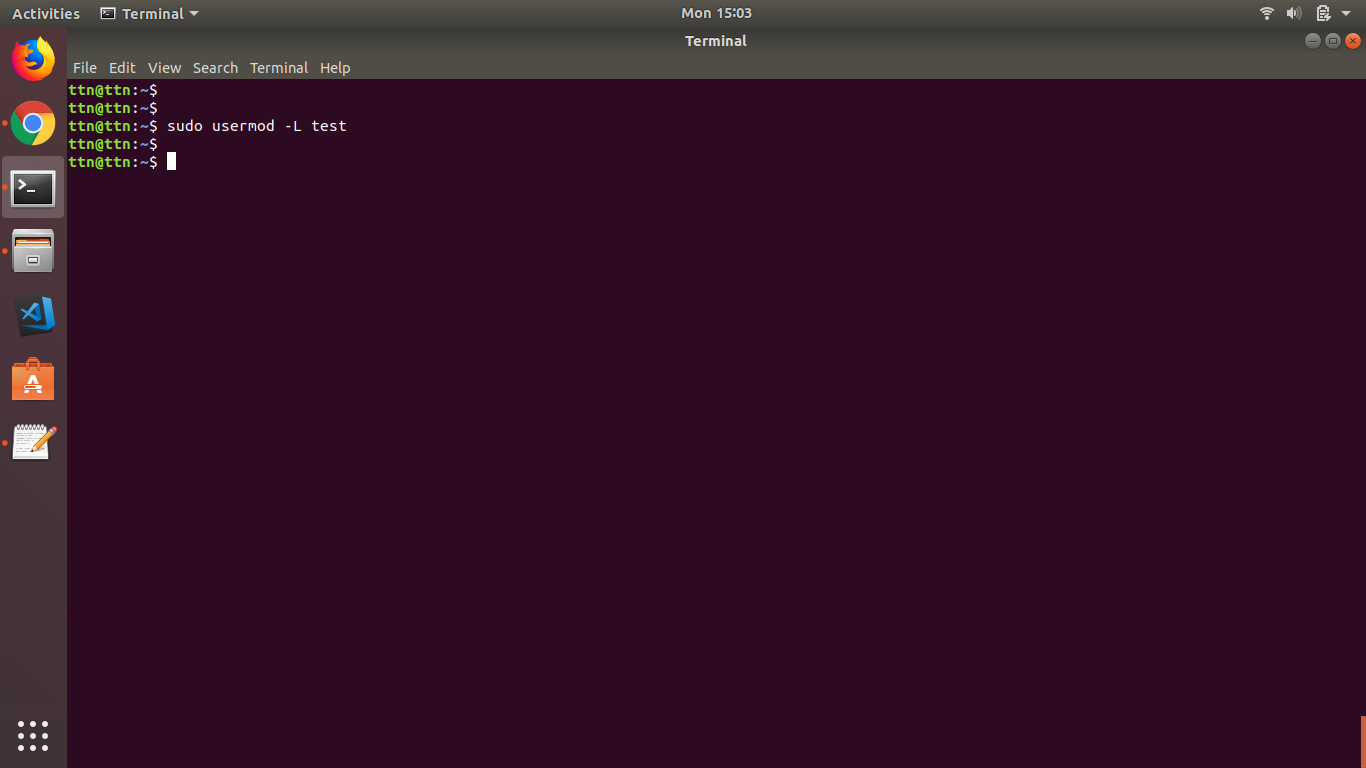 Activities Terminal Mon 15:03
Terminal
File Edit View Search Terminal Help
ttn@ttn:~$
ttn@ttn:~$
ttn@ttn:~$ sudo usermod -L test
ttn@ttn:~$
ttn@ttn:~$